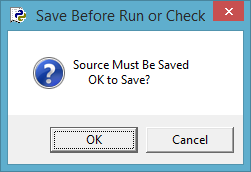 Save Before Run or Check
Source Must Be Saved
OK to Save?
OK
Cancel